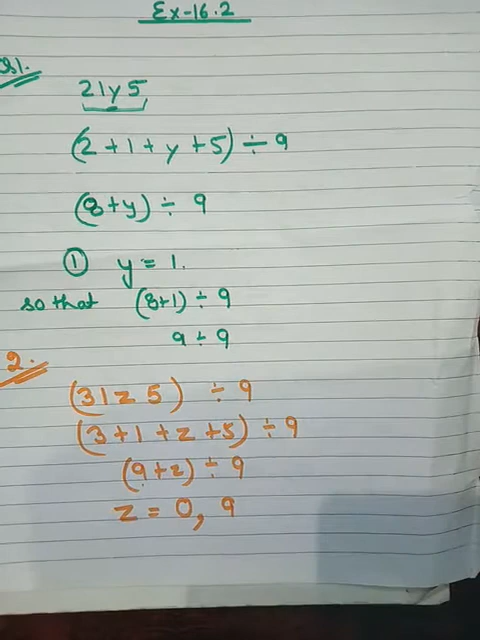 Ex-16.2
Q1.
21y5
(2+1+y+5) ÷ 9
(8+y) ÷ 9
① y = 1.
so that (8+1) ÷ 9
9 ÷ 9
2.
(31z5) ÷ 9
(3+1+z+5) ÷ 9
(9+z) ÷ 9
z = 0, 9